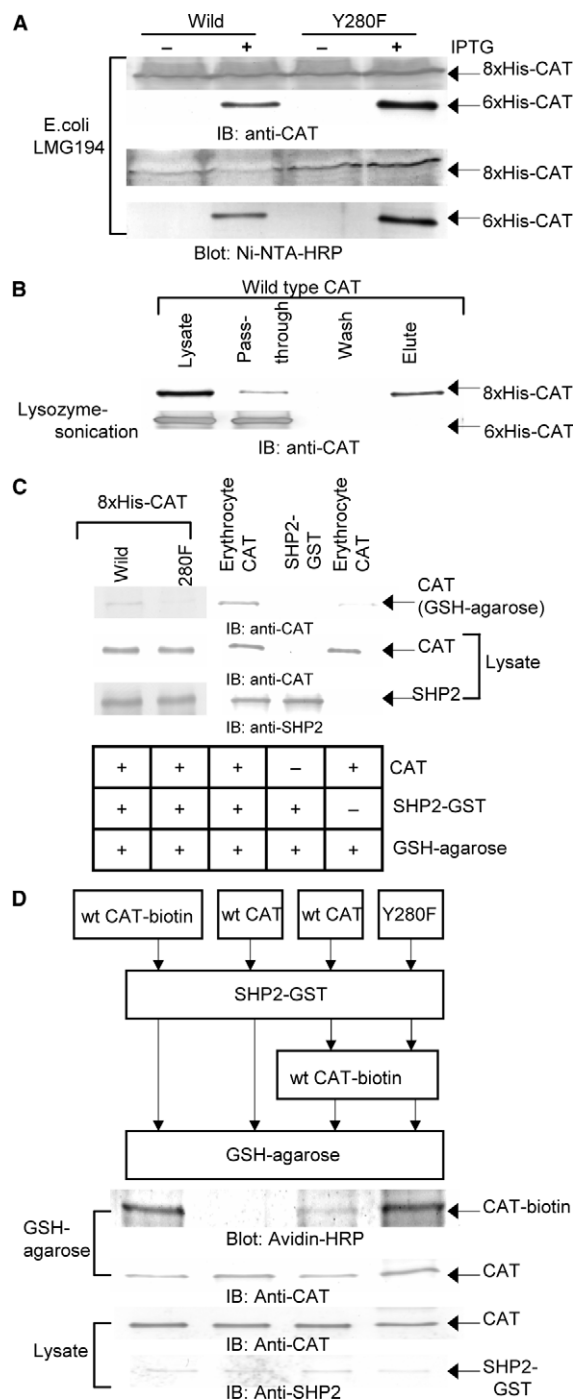 A
Wild Y280F
– + – + IPTG
8xHis-CAT
6xHis-CAT
IB: anti-CAT
E.coli
LMG194
8xHis-CAT
6xHis-CAT
Blot: Ni-NTA-HRP
B
Wild type CAT
Lysate
Pass-
through
Wash
Elute
8xHis-CAT
Lysozyme-
sonication
6xHis-CAT
IB: anti-CAT
C
8xHis-CAT
Wild
280F
Erythrocyte
CAT
SHP2-
GST
Erythrocyte
CAT
CAT
(GSH-agarose)
IB: anti-CAT
CAT
IB: anti-CAT
Lysate
SHP2
IB: anti-SHP2
+ + + – + CAT
+ + + + – SHP2-GST
+ + + + + GSH-agarose
D
wt CAT-biotin wt CAT wt CAT Y280F
SHP2-GST
wt CAT-biotin
GSH-agarose
CAT-biotin
Blot: Avidin-HRP
GSH-
agarose
CAT
IB: Anti-CAT
CAT
IB: Anti-CAT
Lysate
SHP2-
GST
IB: Anti-SHP2